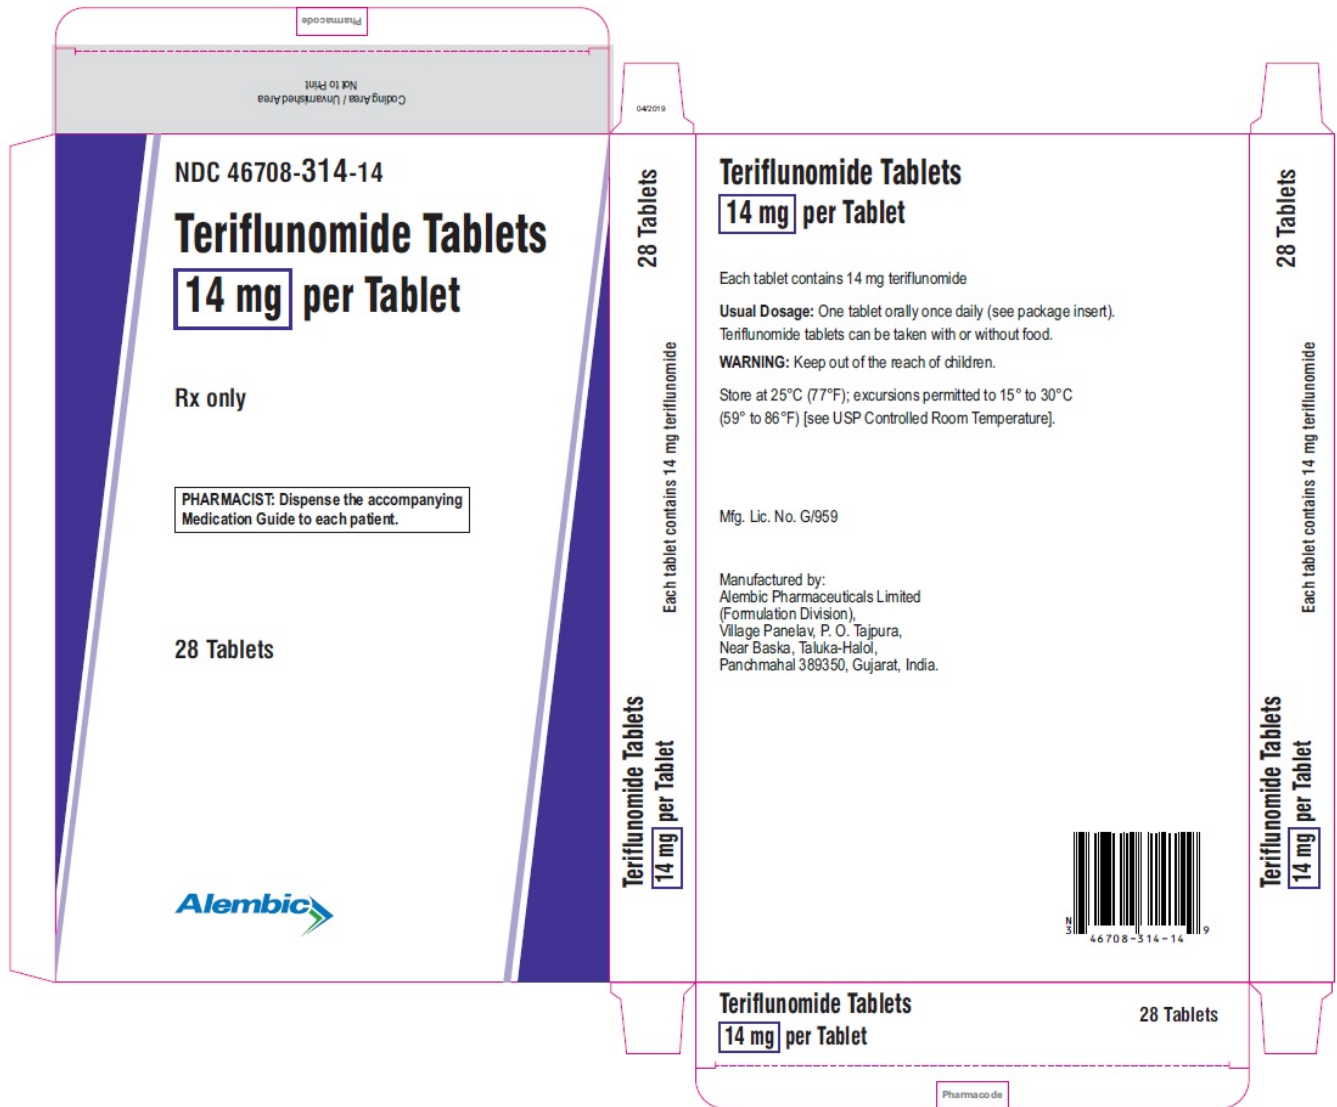 Pharmacode
Coding Area / Unvarnished Area
Not to Print
NDC 46708-314-14
Teriflunomide Tablets
14 mg per Tablet
Rx only
PHARMACIST: Dispense the accompanying
Medication Guide to each patient.
28 Tablets
Alembic
04/2019
28 Tablets
Each tablet contains 14 mg teriflunomide
Teriflunomide Tablets
14 mg per Tablet
Teriflunomide Tablets
14 mg per Tablet
Each tablet contains 14 mg teriflunomide
Usual Dosage: One tablet orally once daily (see package insert).
Teriflunomide tablets can be taken with or without food.
WARNING: Keep out of the reach of children.
Store at 25°C (77°F); excursions permitted to 15° to 30°C
(59° to 86°F) [see USP Controlled Room Temperature].
Mfg. Lic. No. G/959
Manufactured by:
Alembic Pharmaceuticals Limited
(Formulation Division),
Village Panelav, P. O. Tajpura,
Near Baska, Taluka-Halol,
Panchmahal 389350, Gujarat, India.
N
3 46708-314-14 9
Teriflunomide Tablets
14 mg per Tablet
28 Tablets
Pharmacode
28 Tablets
Each tablet contains 14 mg teriflunomide
Teriflunomide Tablets
14 mg per Tablet